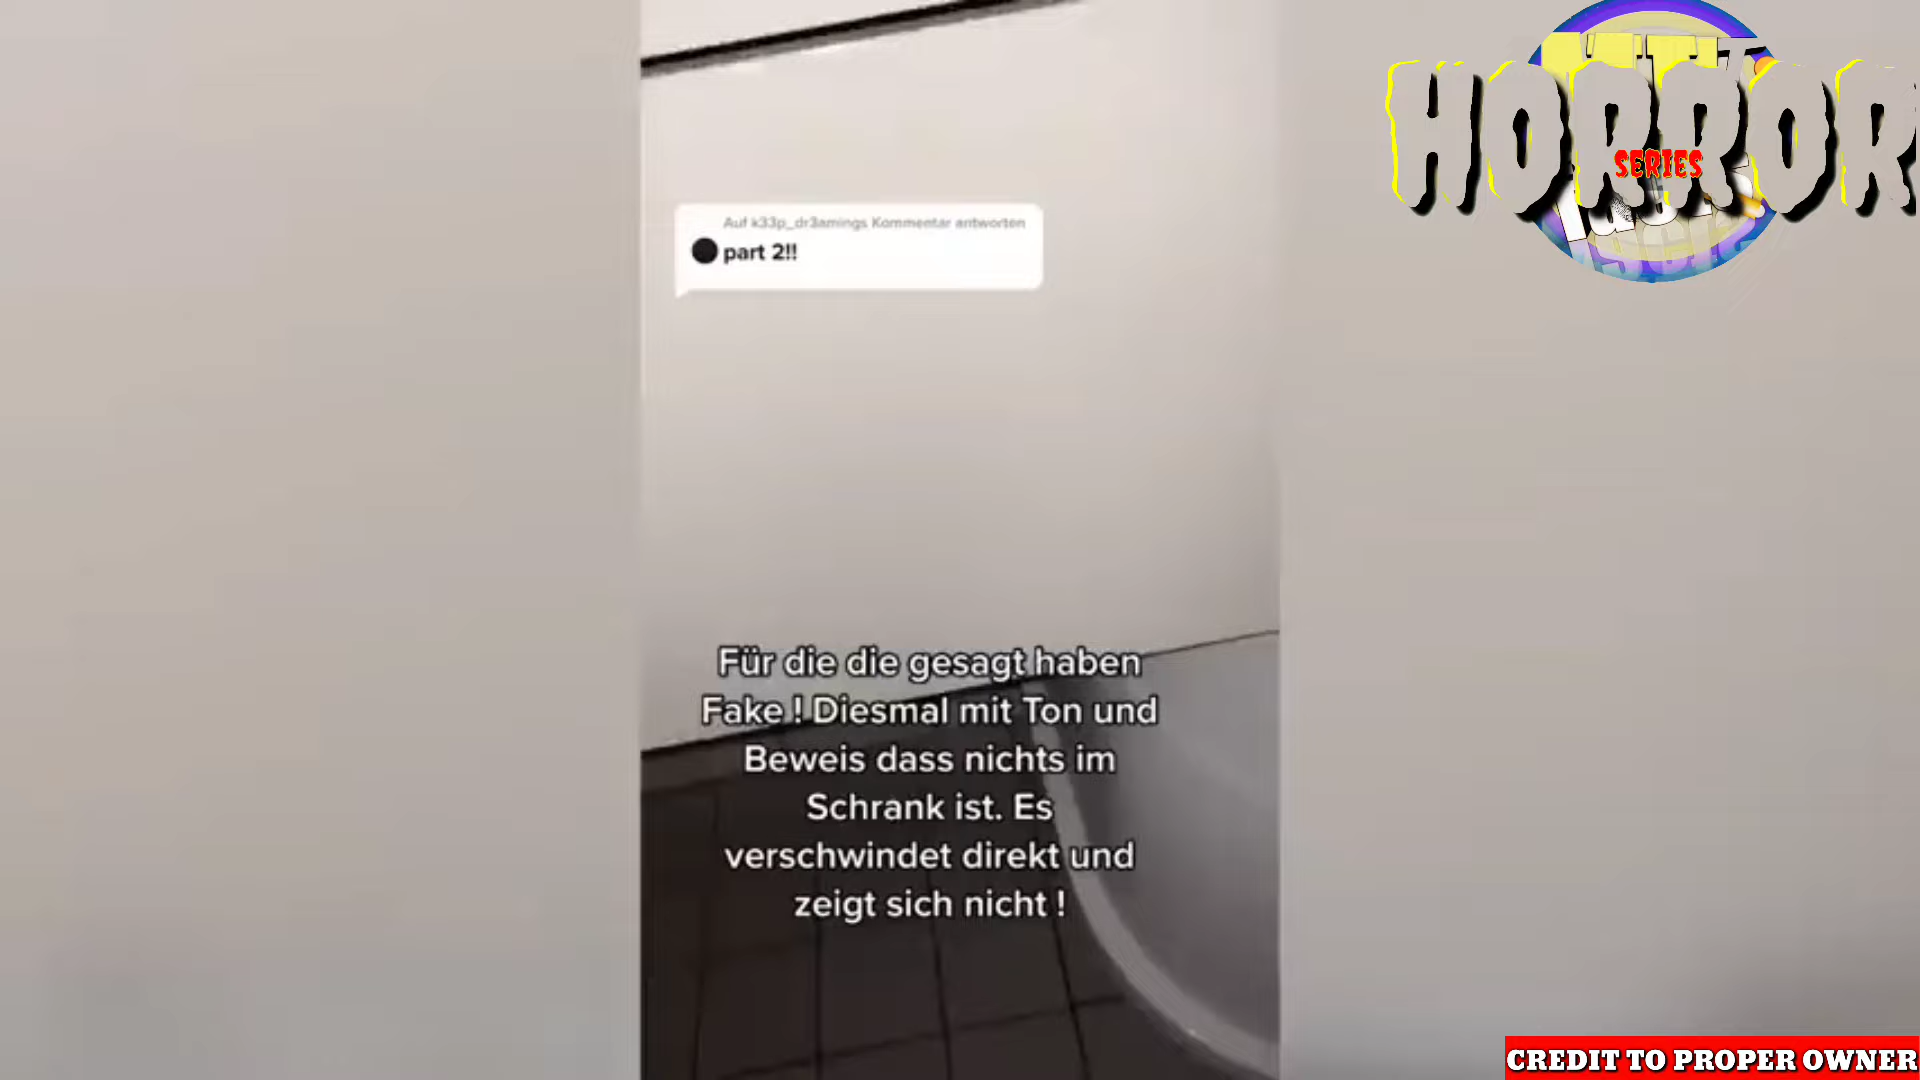 HORROR
SERIES
Auf k33p_dr3amings Kommentar antworten
part 2!!
Für die die gesagt haben
Fake ! Diesmal mit Ton und
Beweis dass nichts im
Schrank ist. Es
verschwindet direkt und
zeigt sich nicht !
CREDIT TO PROPER OWNER